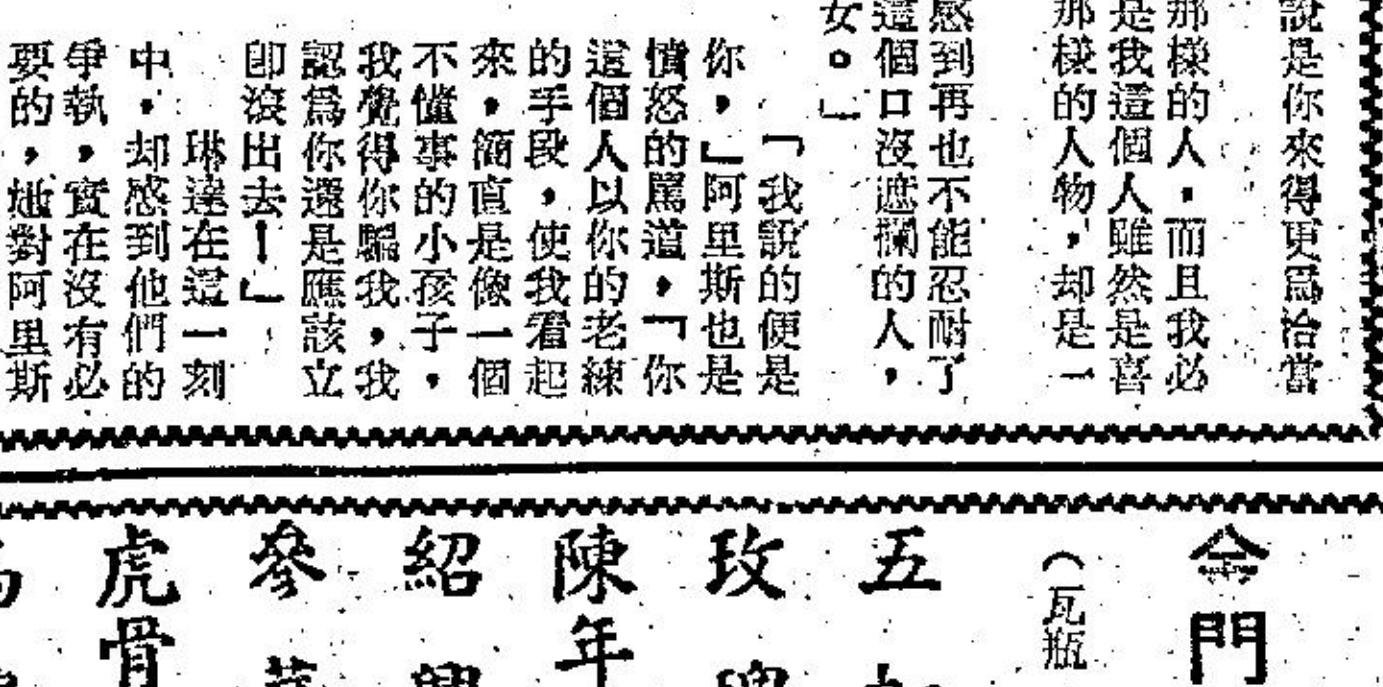 說是你來得更爲洽當
那樣的人，而且我必
是我這個人雖然是喜
那樣的人物，却是一
感到再也不能忍耐了
這個口沒遮攔的人，
女。」
「我說的便是
你，」阿里斯也是
憤怒的罵道，「你
這個人以你的老練
的手段，使我看起
來，簡直是像一個
不懂事的小孩子，
我覺得你騙我，我
認爲你還是應該立
卽滾出去！」
琳達在這一刻
中，却感到他們的
爭執，實在沒有必
要的，她對阿里斯
門
（瓦瓶
五
玫
陳年
紹
參
虎骨